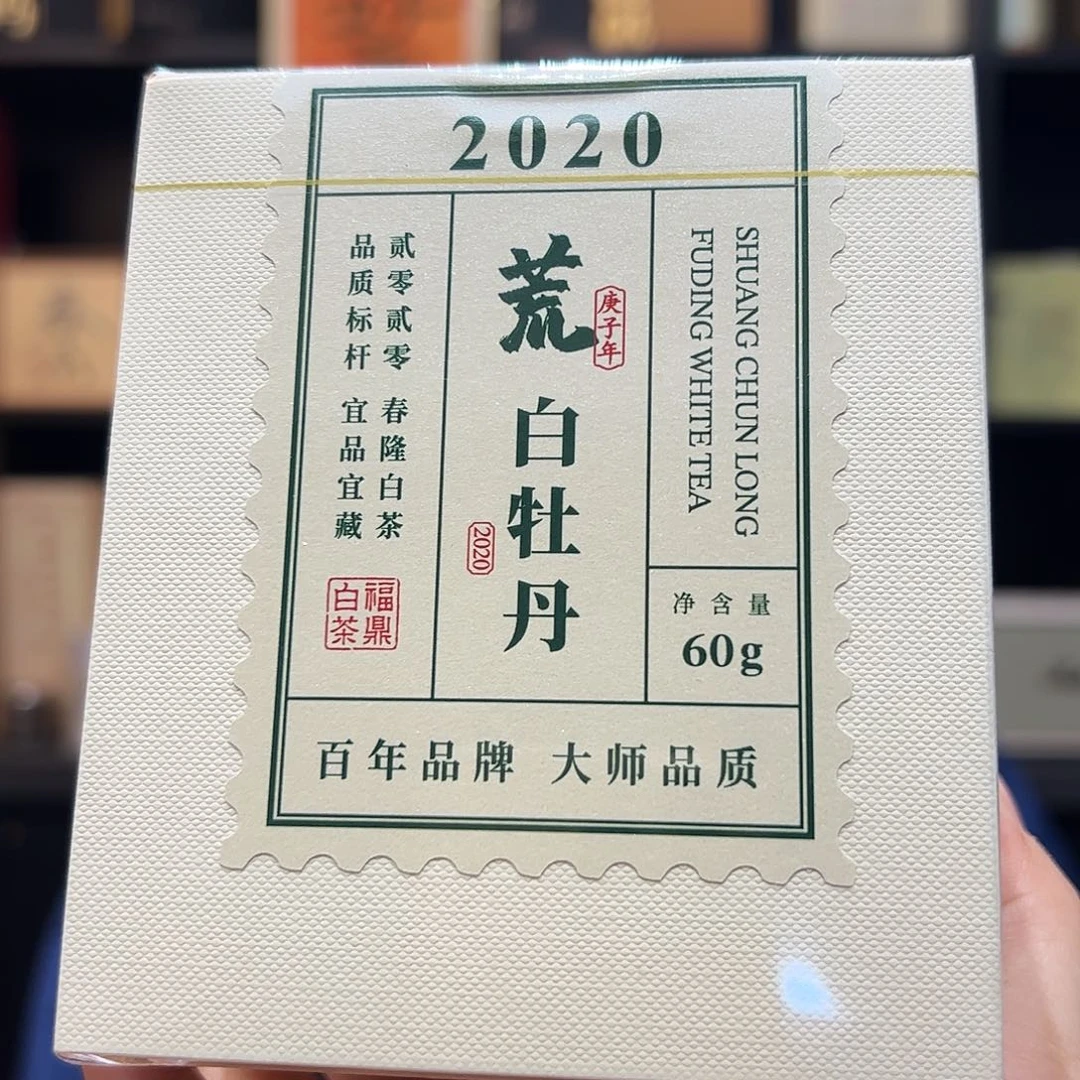 2020
贰零贰零 春隆白茶
品质标杆 宜品宜藏
福鼎
白茶
荒
庚子年
白牡丹
2020
SHUANG CHUN LONG
FUDING WHITE TEA
净含量
60g
百年品牌 大师品质